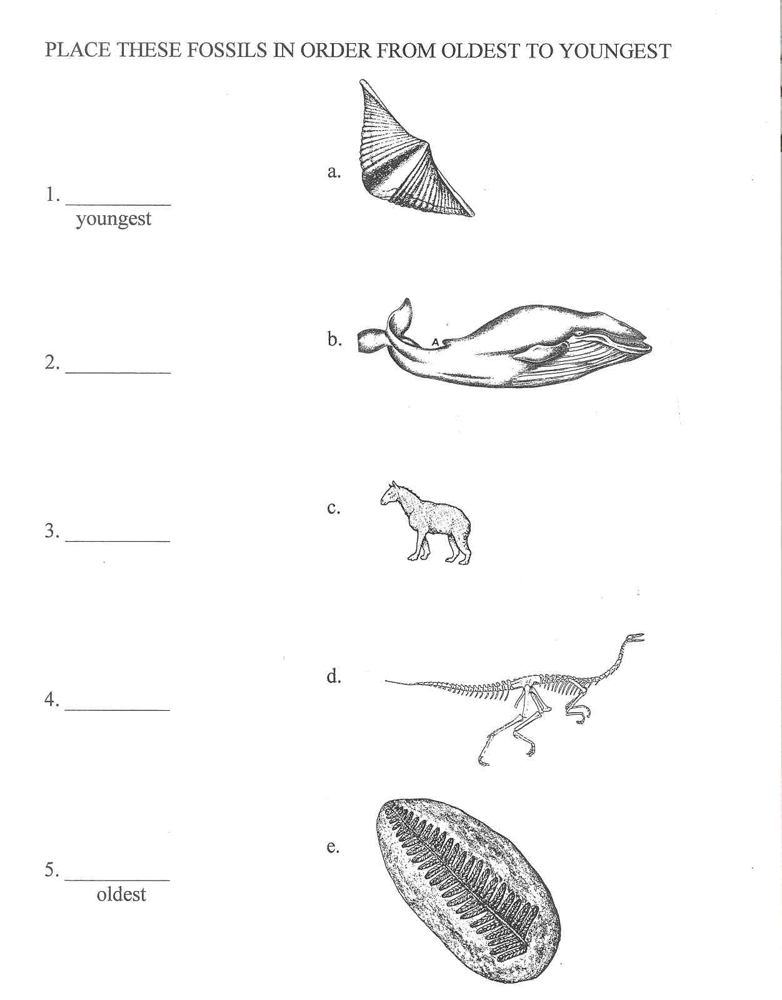 PLACE THESE FOSSILS IN ORDER FROM OLDEST TO YOUNGEST
a.
1. __________
youngest
b.
A
2. __________
c.
3. __________
d.
4. __________
e.
5. __________
oldest